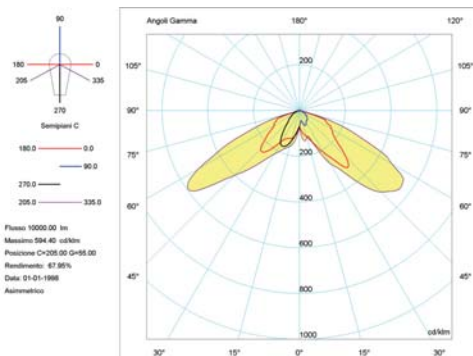 90
180 0
205 335
270
Semipiani C
180.0 0.0
90.0
270.0
205.0 335.0
Flusso 10000.00 lm
Massimo 594.40 cd/klm
Posizione C=205.00 G=55.00
Rendimento: 67.95%
Data: 01-01-1998
Asimmetrico
Angoli Gamma 180° 120°
105° 200 105°
90° 90°
75° 200 75°
400
60° 60°
600
45° 800 45°
cd/klm
1000
30° 15° 0° 15° 30°